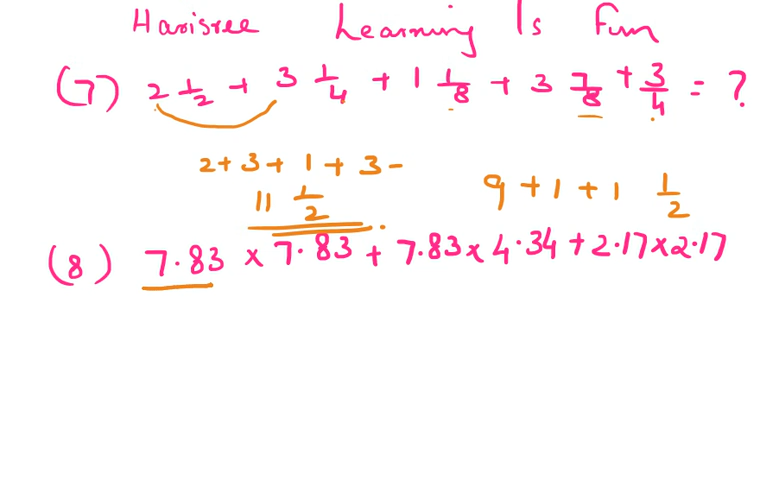 Harisree Learning Is Fun
(7) 2 1/2 + 3 1/4 + 1 1/8 + 3 7/8 + 3/4 = ?
2 + 3 + 1 + 3 - 9 + 1 + 1 1/2
11 1/2
(8) 7.83 x 7.83 + 7.83 x 4.34 + 2.17 x 2.17